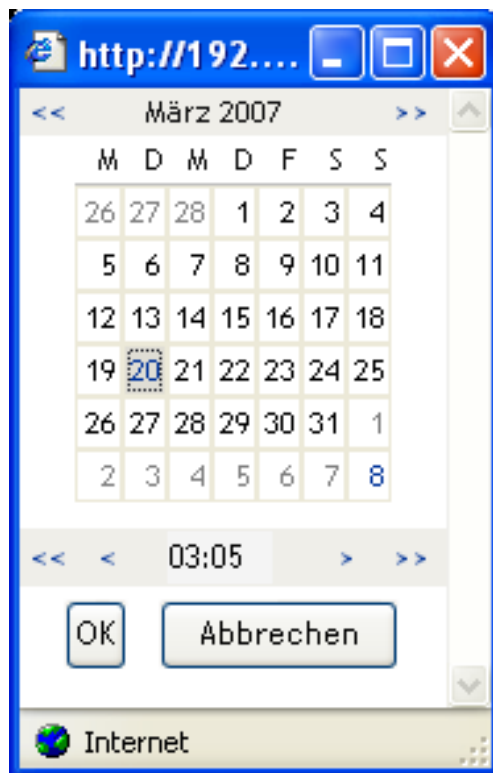 http://192....
<< März 2007 >>
M D M D F S S
26 27 28 1 2 3 4
5 6 7 8 9 10 11
12 13 14 15 16 17 18
19 20 21 22 23 24 25
26 27 28 29 30 31 1
2 3 4 5 6 7 8
<< < 03:05 > >>
OK Abbrechen
Internet